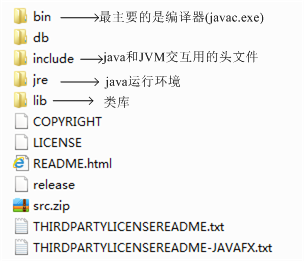 bin 最主要的是编译器(javac.exe)
db
include java和JVM交互用的头文件
jre java运行环境
lib 类库
COPYRIGHT
LICENSE
README.html
release
src.zip
THIRDPARTYLICENSEREADME.txt
THIRDPARTYLICENSEREADME-JAVAFX.txt